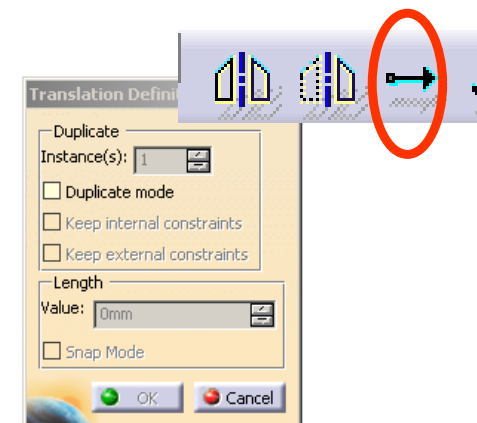 Translation Defini
Duplicate
Instance(s): 1
Duplicate mode
Keep internal constraints
Keep external constraints
Length
Value: 0mm
Snap Mode
OK Cancel